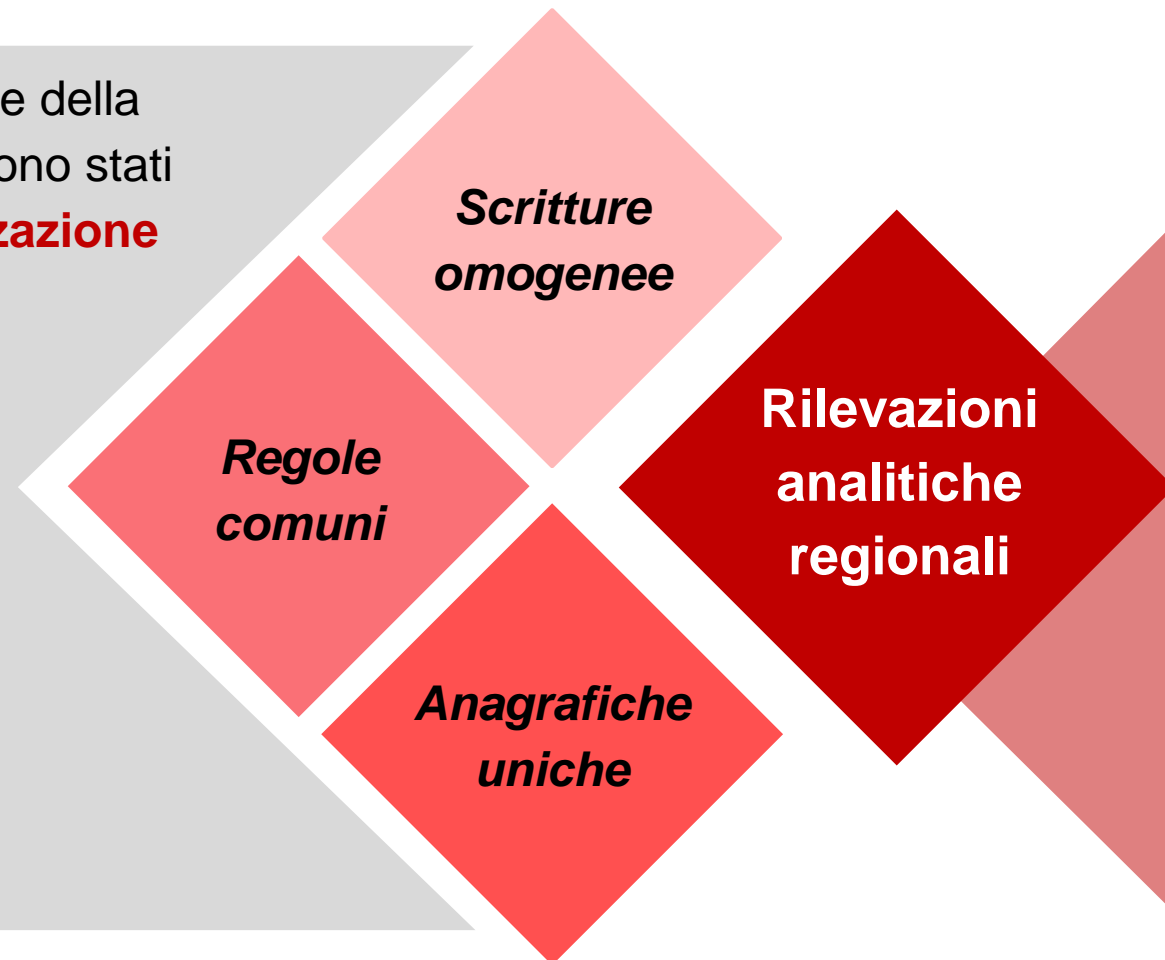 e della
ono stati
zazione
Scritture
omogenee
Regole
comuni
Anagrafiche
uniche
Rilevazioni
analitiche
regionali